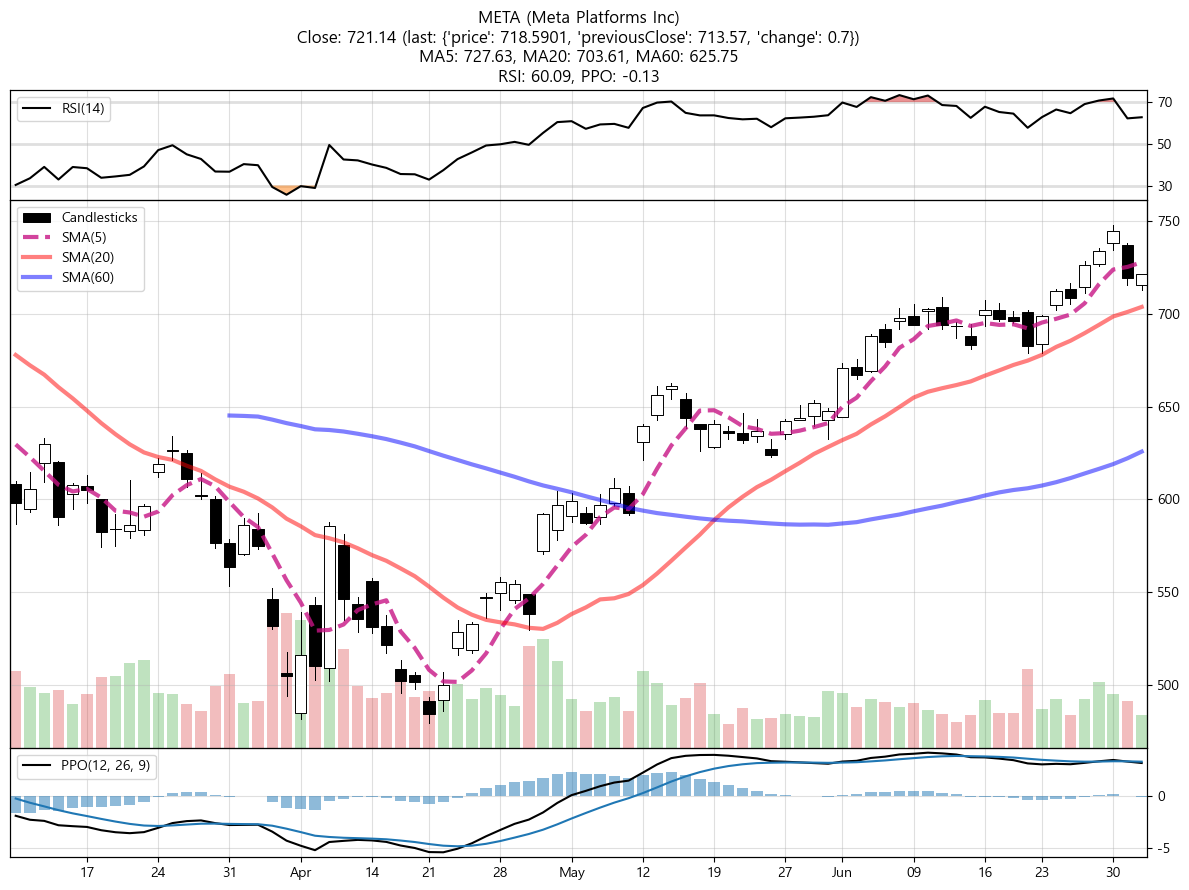 META (Meta Platforms Inc)
Close: 721.14 (last: {'price': 718.5901, 'previousClose': 713.57, 'change': 0.7})
MA5: 727.63, MA20: 703.61, MA60: 625.75
RSI: 60.09, PPO: -0.13
RSI(14)
70
50
30
Candlesticks
SMA(5)
SMA(20)
SMA(60)
750
700
650
600
550
500
PPO(12, 26, 9)
0
-5
17 24 31 Apr 14 21 28 May 12 19 27 Jun 09 16 23 30